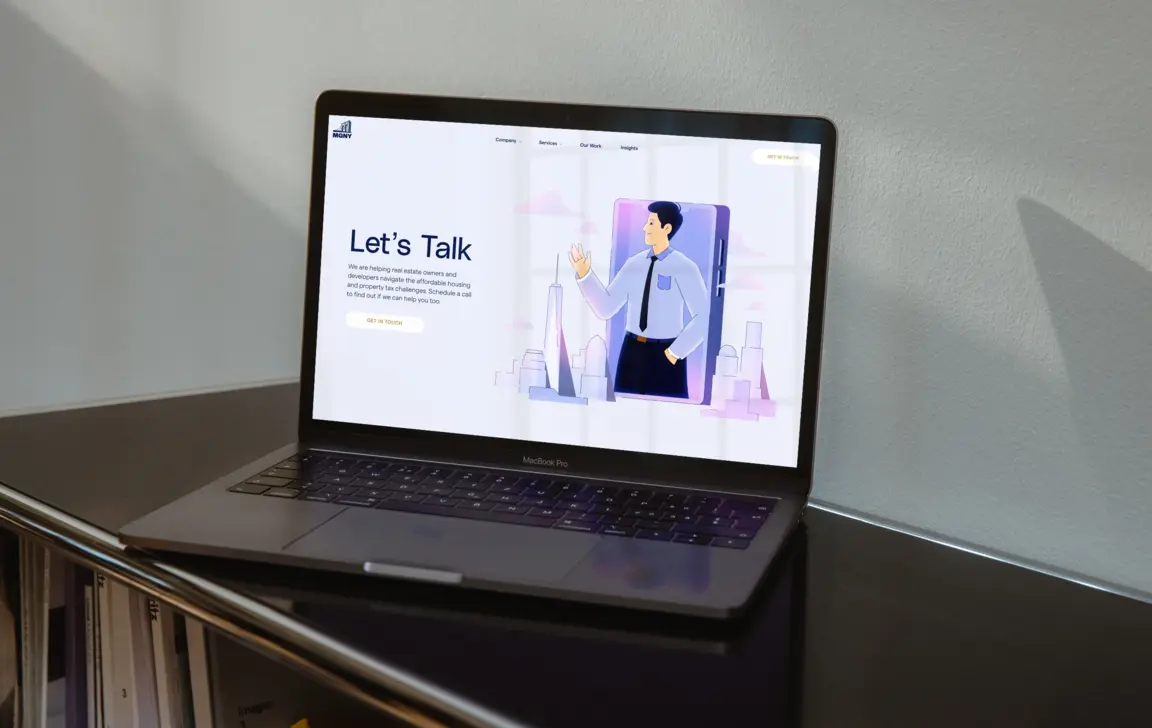 MGNY
Company
Services
Our Work
Insights
GET IN TOUCH
Let's Talk
We are helping real estate owners and
developers navigate the affordable housing
and property tax challenges. Schedule a call
to find out if we can help you too.
GET IN TOUCH
MacBook Pro